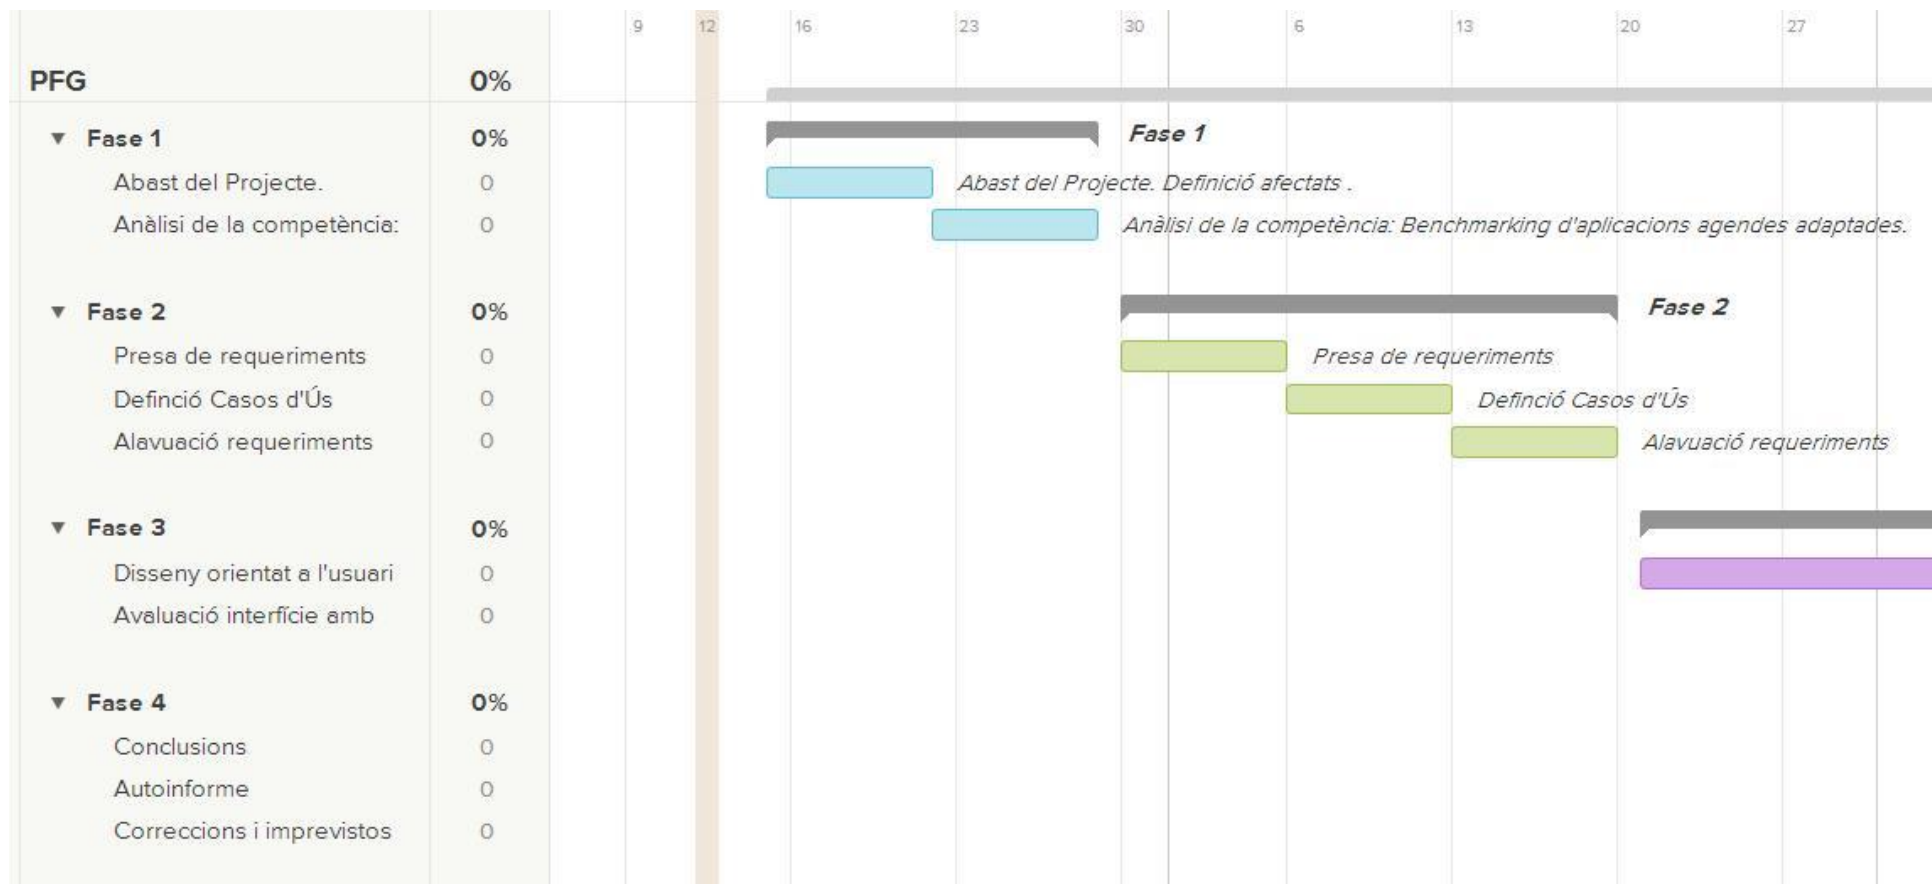 9 12 16 23 30 6 13 20 27
PFG 0%
Fase 1 0% Fase 1
Abast del Projecte. 0 Abast del Projecte. Definició afectats .
Anàlisi de la competència: 0 Anàlisi de la competència: Benchmarking d'aplicacions agendes adaptades.
Fase 2 0% Fase 2
Presa de requeriments 0 Presa de requeriments
Definció Casos d'Ús 0 Definció Casos d'Ús
Alavuació requeriments 0 Alavuació requeriments
Fase 3 0%
Disseny orientat a l'usuari 0
Avaluació interfície amb 0
Fase 4 0%
Conclusions 0
Autoinforme 0
Correccions i imprevistos 0